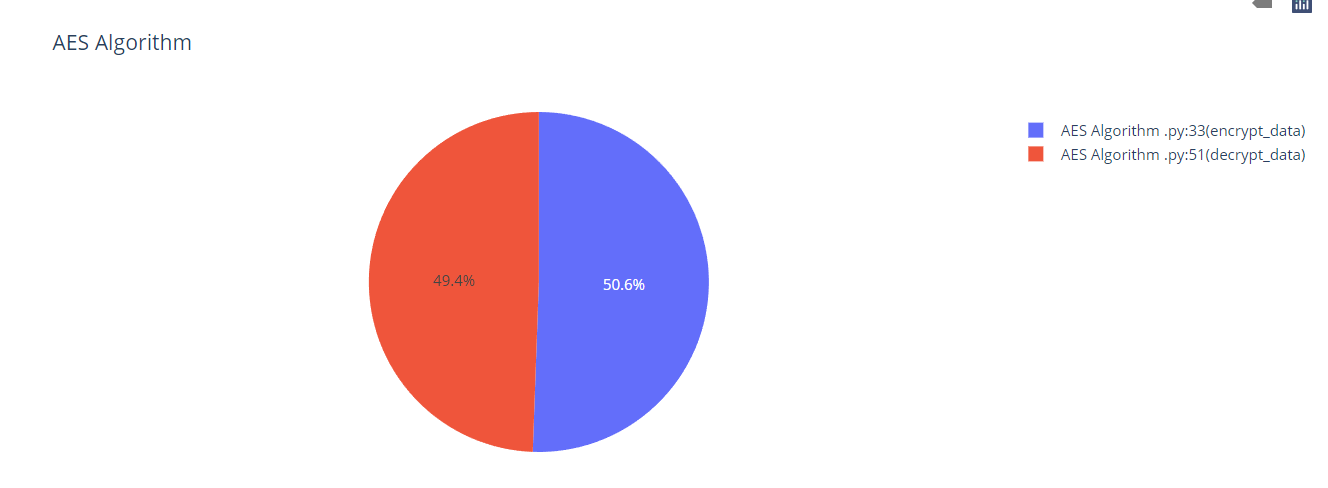 AES Algorithm
AES Algorithm .py:33(encrypt_data)
AES Algorithm .py:51(decrypt_data)
49.4%
50.6%